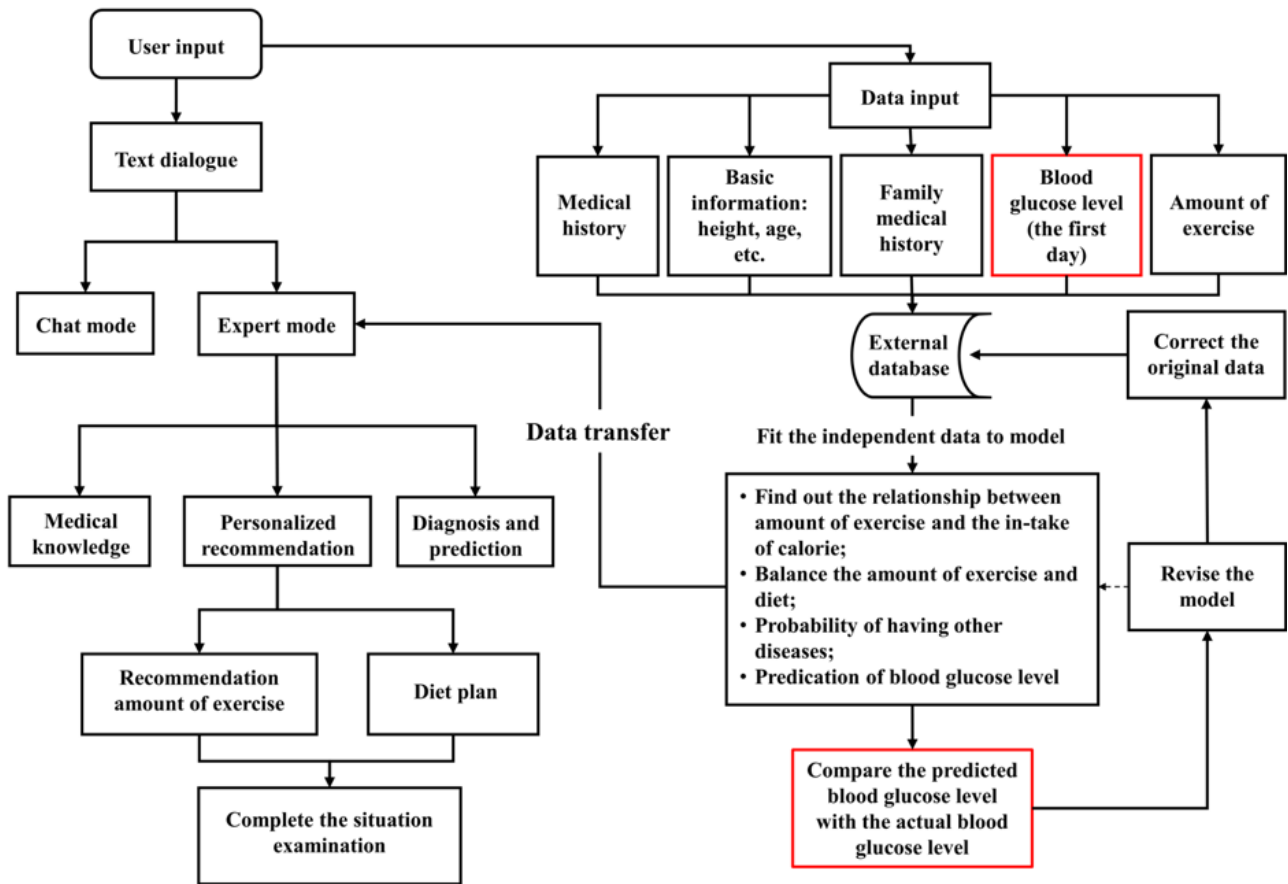 User input
Data input
Text dialogue
Medical
history
Basic
information:
height, age,
etc.
Family
medical
history
Blood
glucose level
(the first
day)
Amount of
exercise
Chat mode
Expert mode
External
database
Correct the
original data
Data transfer
Fit the independent data to model
Medical
knowledge
Personalized
recommendation
Diagnosis and
prediction
• Find out the relationship between
amount of exercise and the in-take
of calorie;
• Balance the amount of exercise and
diet;
• Probability of having other
diseases;
• Predication of blood glucose level
Revise the
model
Recommendation
amount of exercise
Diet plan
Complete the situation
examination
Compare the predicted
blood glucose level
with the actual blood
glucose level